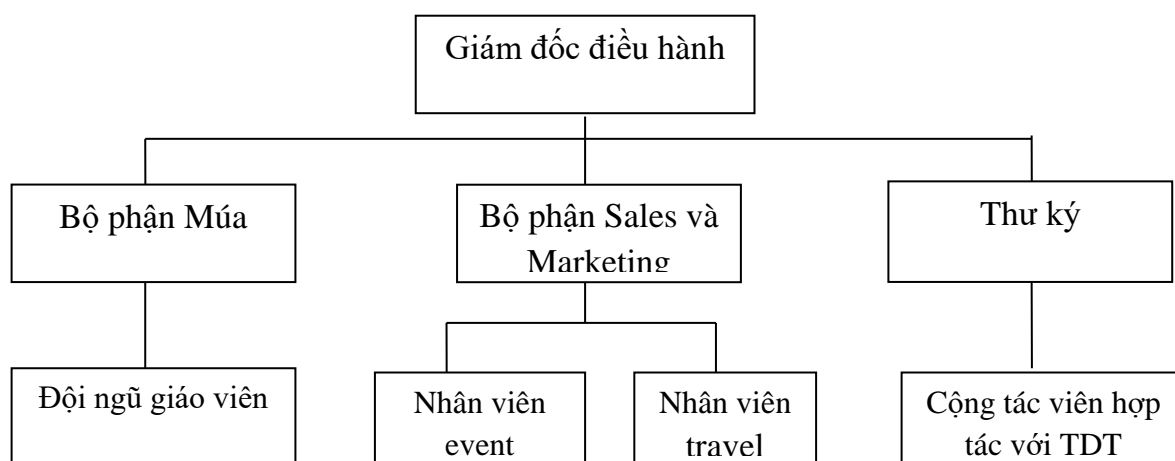 Giám đốc điều hành
Bộ phận Múa
Bộ phận Sales và
Marketing
Thư ký
Đội ngũ giáo viên
Nhân viên
event
Nhân viên
travel
Cộng tác viên hợp
tác với TDT